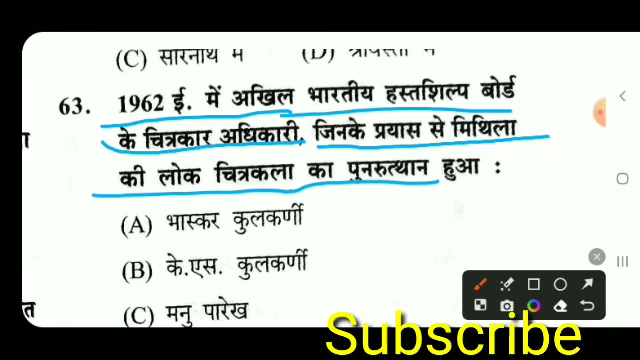 (C) सारनाथ में (D) श्रावस्ती में
63. 1962 ई. में अखिल भारतीय हस्तशिल्प बोर्ड
के चित्रकार अधिकारी, जिनके प्रयास से मिथिला
की लोक चित्रकला का पुनरुत्थान हुआ :
(A) भास्कर कुलकर्णी
(B) के.एस. कुलकर्णी
(C) मनु पारेख
Subscribe